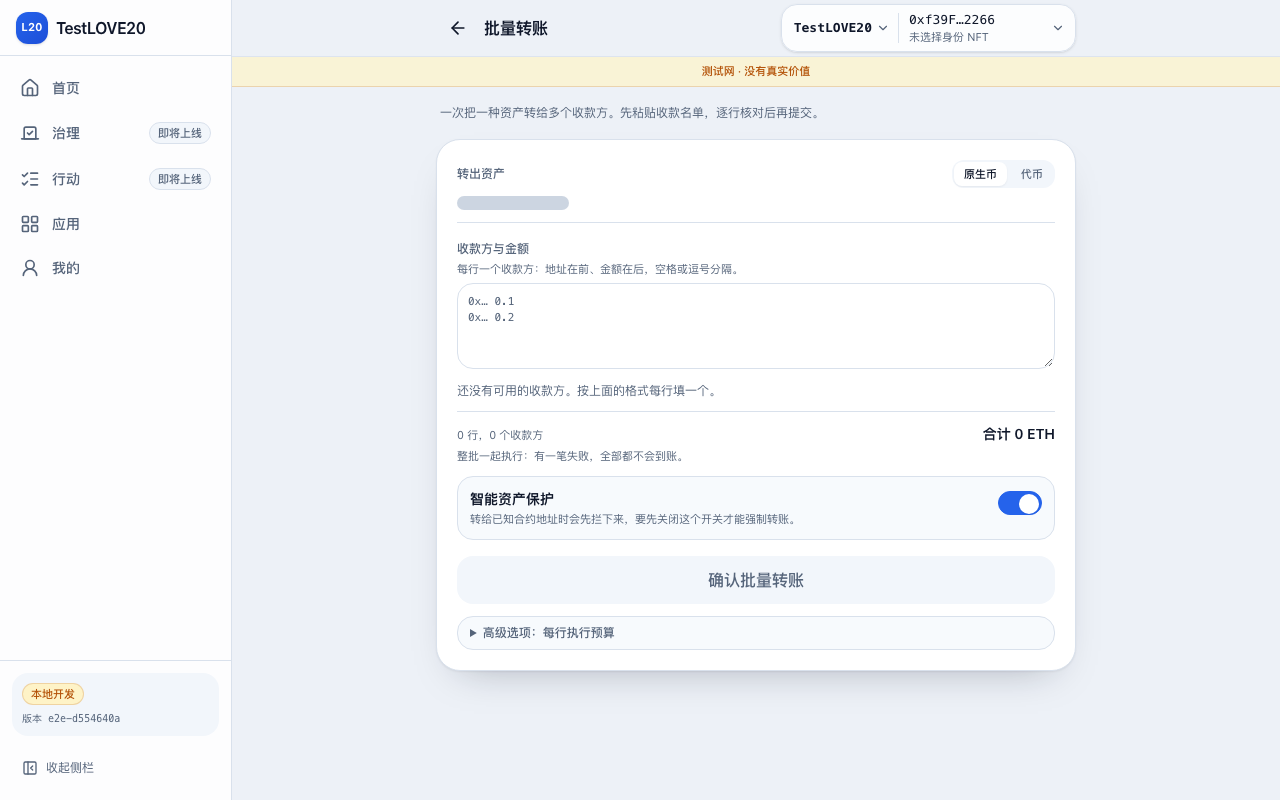 L20
TestLOVE20
首页
治理
即将上线
行动
即将上线
应用
我的
本地开发
版本 e2e-d554640a
收起侧栏
批量转账
TestLOVE20
0xf39F…2266
未选择身份 NFT
测试网 · 没有真实价值
一次把一种资产转给多个收款方。先粘贴收款名单，逐行核对后再提交。
转出资产
原生币
代币
收款方与金额
每行一个收款方：地址在前、金额在后，空格或逗号分隔。
0x… 0.1
0x… 0.2
还没有可用的收款方。按上面的格式每行填一个。
0 行，0 个收款方
合计 0 ETH
整批一起执行：有一笔失败，全部都不会到账。
智能资产保护
转给已知合约地址时会先拦下来，要先关闭这个开关才能强制转账。
确认批量转账
高级选项：每行执行预算